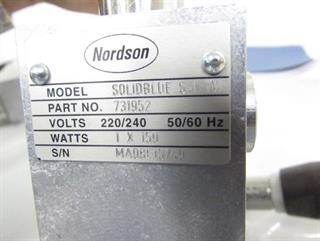 Nordson
MODEL SOLIDBLUE
PART NO. 731952
VOLTS 220/240 50/60 Hz
WATTS 1 X 150
S/N